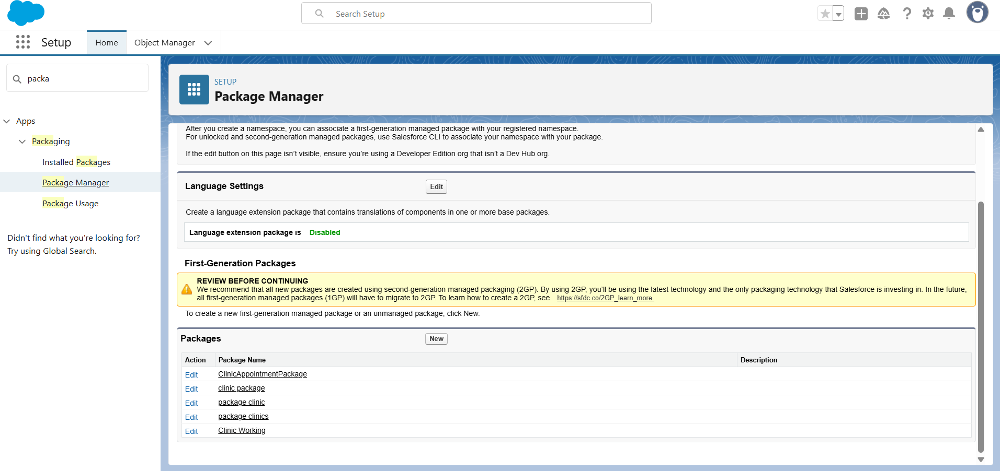 Search Setup
Setup
Home
Object Manager
packa
Apps
Packaging
Installed Packages
Package Manager
Package Usage
Didn't find what you're looking for?
Try using Global Search.
SETUP
Package Manager
After you create a namespace, you can associate a first-generation managed package with your registered namespace.
For unlocked and second-generation managed packages, use Salesforce CLI to associate your namespace with your package.
If the edit button on this page isn't visible, ensure you're using a Developer Edition org that isn't a Dev Hub org.
Language Settings
Edit
Create a language extension package that contains translations of components in one or more base packages.
Language extension package is Disabled
First-Generation Packages
REVIEW BEFORE CONTINUING
We recommend that all new packages are created using second-generation managed packaging (2GP). By using 2GP, you'll be using the latest technology and the only packaging technology that Salesforce is investing in. In the future,
all first-generation managed packages (1GP) will have to migrate to 2GP. To learn how to create a 2GP, see https://sfdc.co/2GP_learn_more.
To create a new first-generation managed package or an unmanaged package, click New.
Packages
New
Action Package Name Description
Edit ClinicAppointmentPackage
Edit clinic package
Edit package clinic
Edit package clinics
Edit Clinic Working